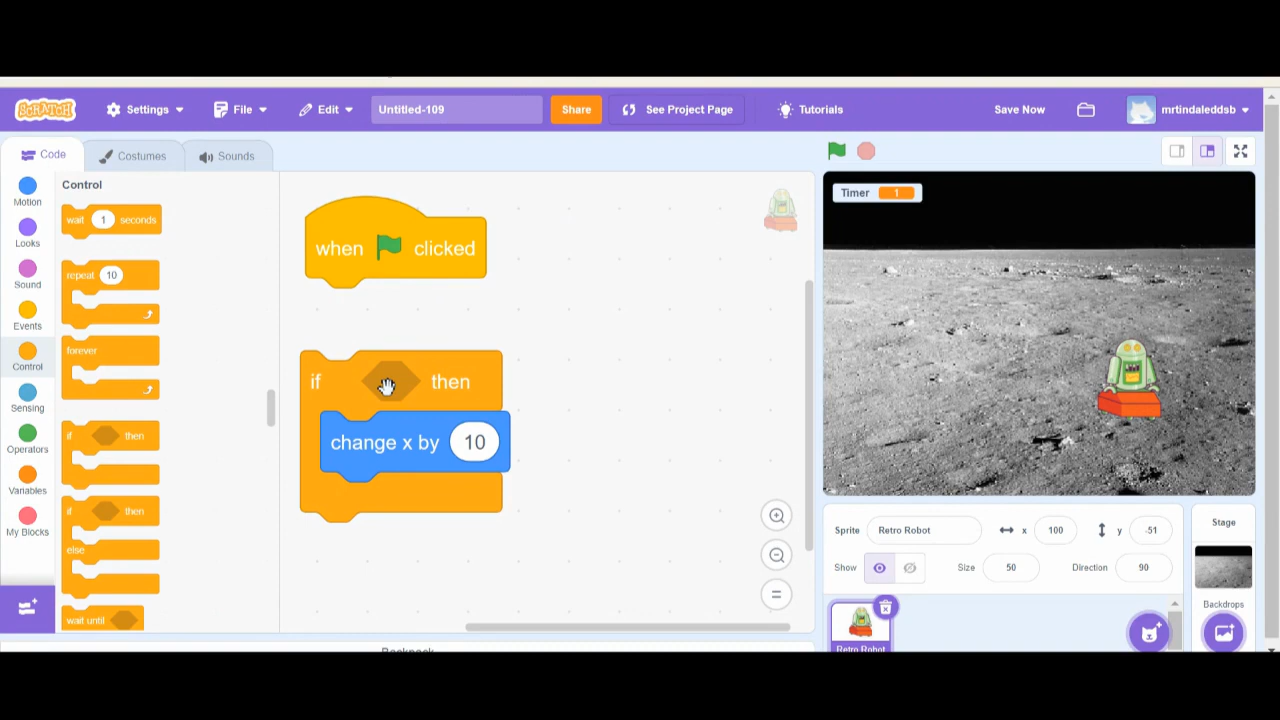 SCRATCH Settings File Edit Untitled-109 Share See Project Page Tutorials Save Now mrtindaleddsb
Code Costumes Sounds
Motion
Looks
Sound
Events
Control
Sensing
Operators
Variables
My Blocks
Control
wait 1 seconds
repeat 10
forever
if then
if then
else
wait until
when clicked
if then
change x by 10
Timer 1
Sprite Retro Robot x 100 y -51
Show Size 50 Direction 90
Retro Robot
Stage
Backdrops